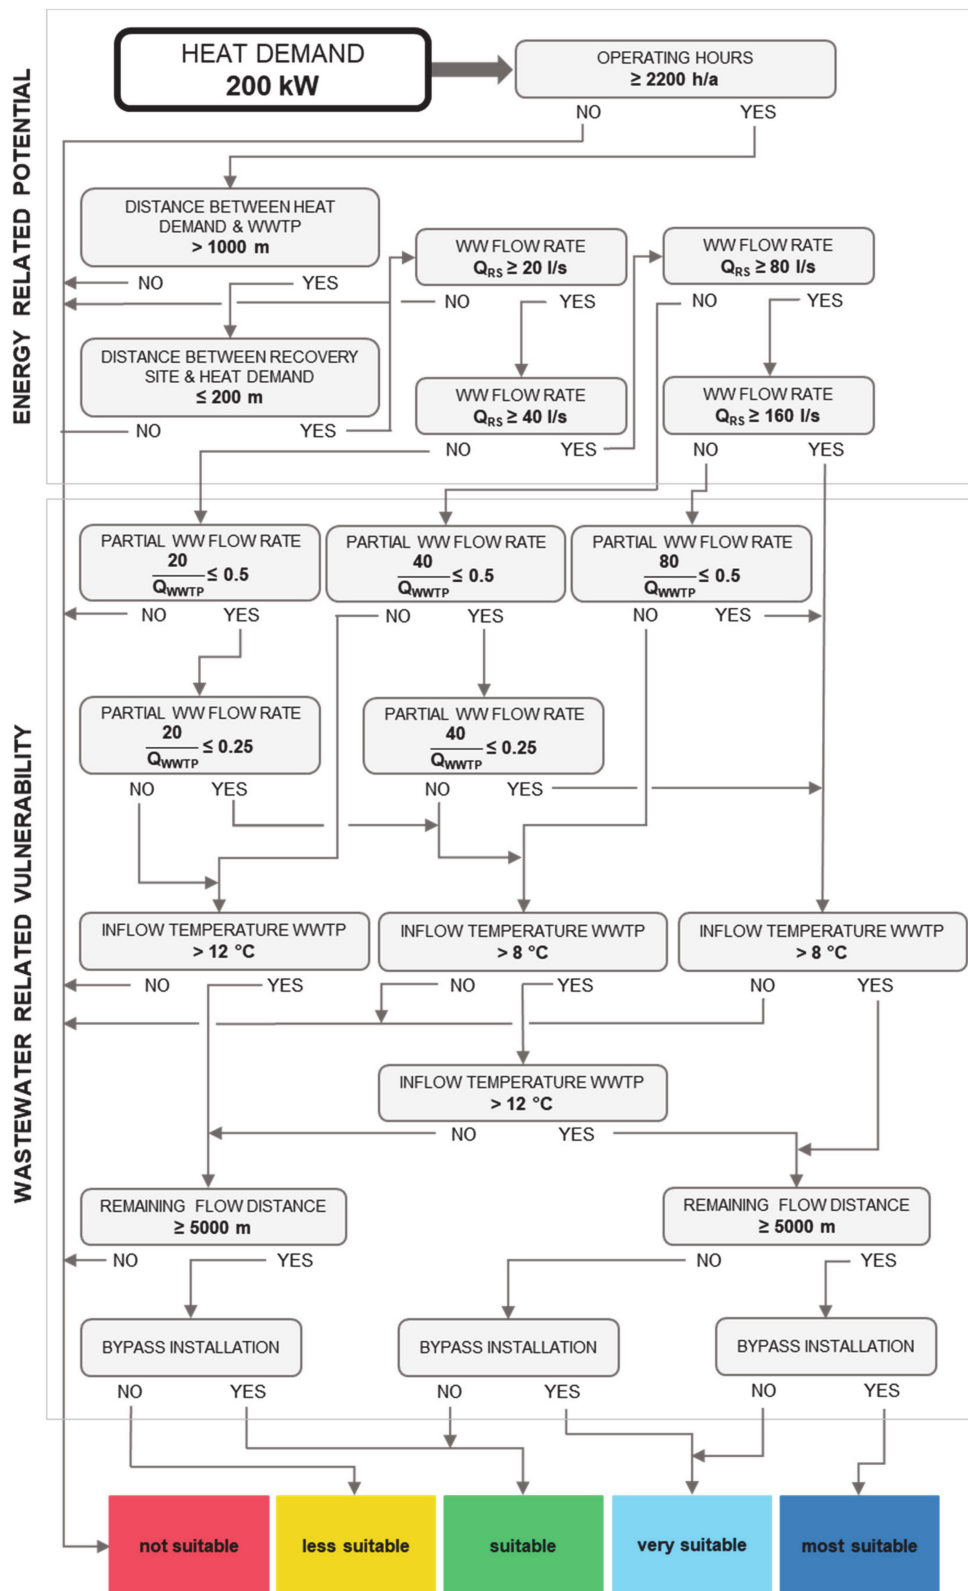 ENERGY RELATED POTENTIAL
HEAT DEMAND
200 kW
OPERATING HOURS
≥ 2200 h/a
NO
YES
DISTANCE BETWEEN HEAT
DEMAND & WWTP
> 1000 m
NO
YES
WW FLOW RATE
QRS ≥ 20 l/s
NO
YES
WW FLOW RATE
QRS ≥ 80 l/s
NO
YES
DISTANCE BETWEEN RECOVERY
SITE & HEAT DEMAND
≤ 200 m
NO
YES
WW FLOW RATE
QRS ≥ 40 l/s
NO
YES
WW FLOW RATE
QRS ≥ 160 l/s
NO
YES
WASTEWATER RELATED VULNERABILITY
PARTIAL WW FLOW RATE
20
QWWTP ≤ 0.5
NO
YES
PARTIAL WW FLOW RATE
40
QWWTP ≤ 0.5
NO
YES
PARTIAL WW FLOW RATE
80
QWWTP ≤ 0.5
NO
YES
PARTIAL WW FLOW RATE
20
QWWTP ≤ 0.25
NO
YES
PARTIAL WW FLOW RATE
40
QWWTP ≤ 0.25
NO
YES
INFLOW TEMPERATURE WWTP
> 12 °C
NO
YES
INFLOW TEMPERATURE WWTP
> 8 °C
NO
YES
INFLOW TEMPERATURE WWTP
> 8 °C
NO
YES
INFLOW TEMPERATURE WWTP
> 12 °C
NO
YES
REMAINING FLOW DISTANCE
≥ 5000 m
NO
YES
REMAINING FLOW DISTANCE
≥ 5000 m
NO
YES
BYPASS INSTALLATION
NO
YES
BYPASS INSTALLATION
NO
YES
BYPASS INSTALLATION
NO
YES
not suitable
less suitable
suitable
very suitable
most suitable